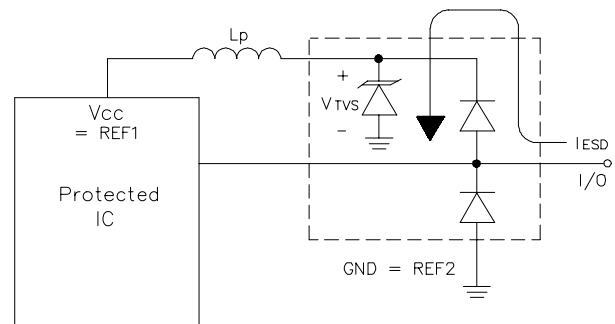 Lp
Vcc
= REF1
+
VTVS
-
Protected
IC
IESD
I/O
GND = REF2